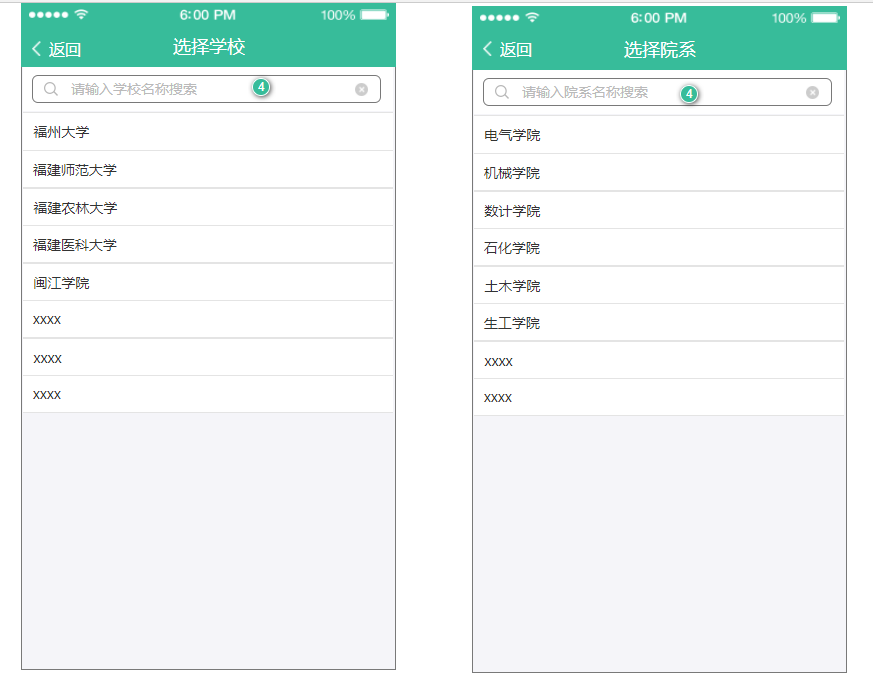 6:00 PM 100%
返回 选择学校
请输入学校名称搜索 4
福州大学
福建师范大学
福建农林大学
福建医科大学
闽江学院
xxxx
xxxx
xxxx
6:00 PM 100%
返回 选择院系
请输入院系名称搜索 4
电气学院
机械学院
数计学院
石化学院
土木学院
生工学院
xxxx
xxxx